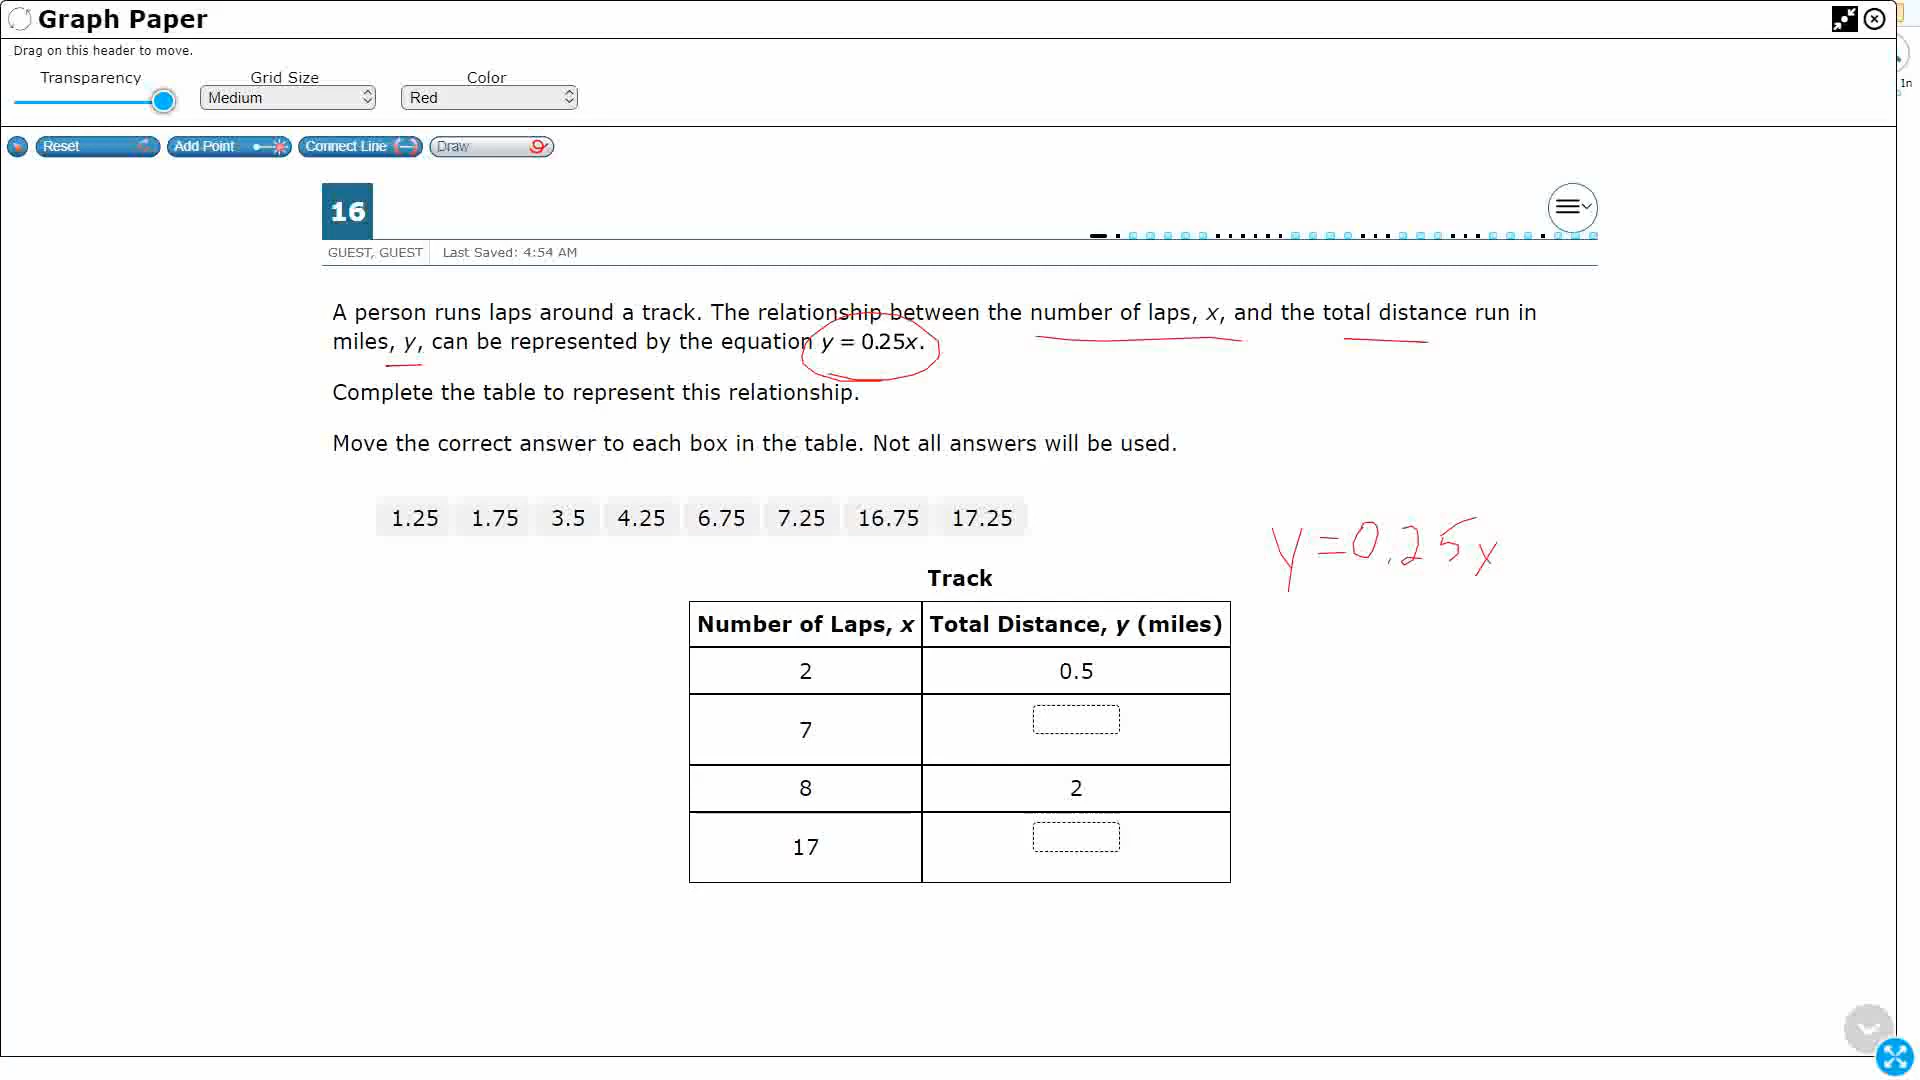 Graph Paper
Drag on this header to move.
Transparency Grid Size Color
Medium Red
Reset Add Point Connect Line Draw
1n
16
GUEST, GUEST Last Saved: 4:54 AM
A person runs laps around a track. The relationship between the number of laps, x, and the total distance run in
miles, y, can be represented by the equation y = 0.25x.
Complete the table to represent this relationship.
Move the correct answer to each box in the table. Not all answers will be used.
1.25 1.75 3.5 4.25 6.75 7.25 16.75 17.25
y = 0.25x
Track
Number of Laps, x Total Distance, y (miles)
2 0.5
7
8 2
17